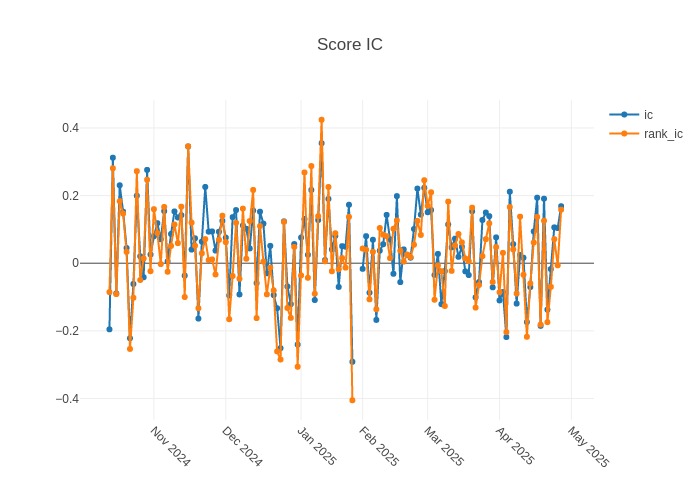 Score IC
ic
rank_ic
0.4
0.2
0
−0.2
−0.4
Nov 2024
Dec 2024
Jan 2025
Feb 2025
Mar 2025
Apr 2025
May 2025